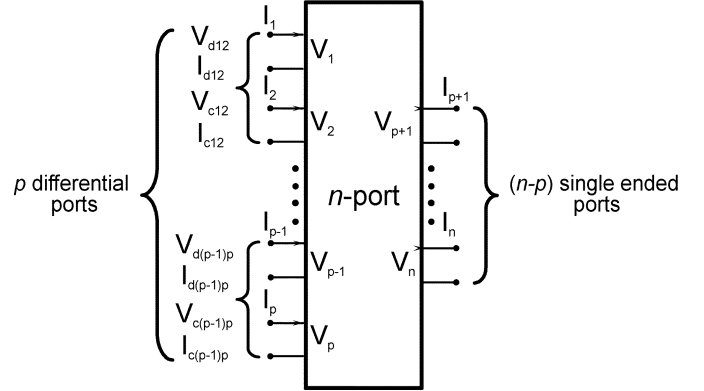 I1
Vd12
V1
Id12
I2
Vc12
V2
Ic12
p differential
ports
n-port
Ip-1
Vd(p-1)p
Vp-1
Id(p-1)p
Ip
Vc(p-1)p
Vp
Ic(p-1)p
Ip+1
Vp+1
(n-p) single ended
ports
In
Vn